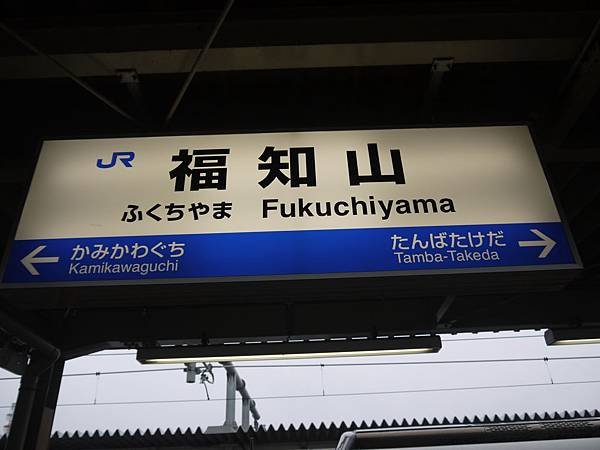 JR 福知山
ふくちやま Fukuchiyama
← かみかわぐち
Kamikawaguchi
たんばたけだ →
Tamba-Takeda